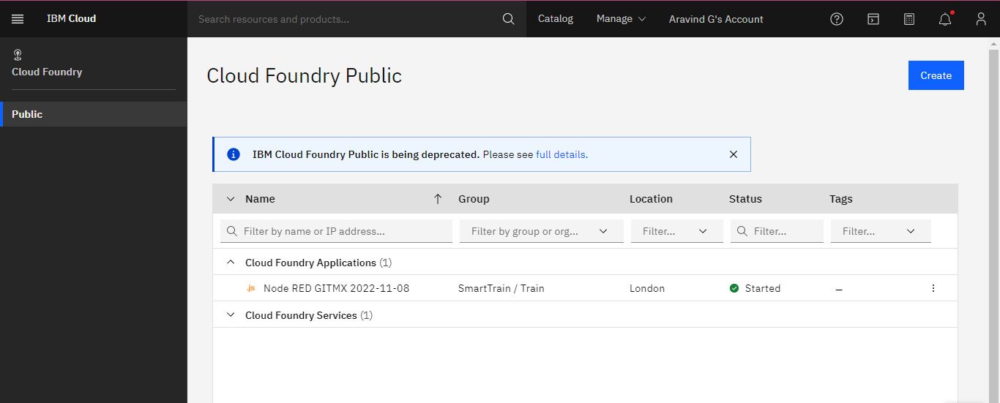 IBM Cloud
Search resources and products...
Catalog
Manage
Aravind G's Account
Cloud Foundry
Public
Cloud Foundry Public
Create
IBM Cloud Foundry Public is being deprecated. Please see full details.
Name
Group
Location
Status
Tags
Filter by name or IP address...
Filter by group or org...
Filter...
Filter...
Filter...
Cloud Foundry Applications (1)
.js
Node RED GITMX 2022-11-08
SmartTrain / Train
London
Started
–
Cloud Foundry Services (1)